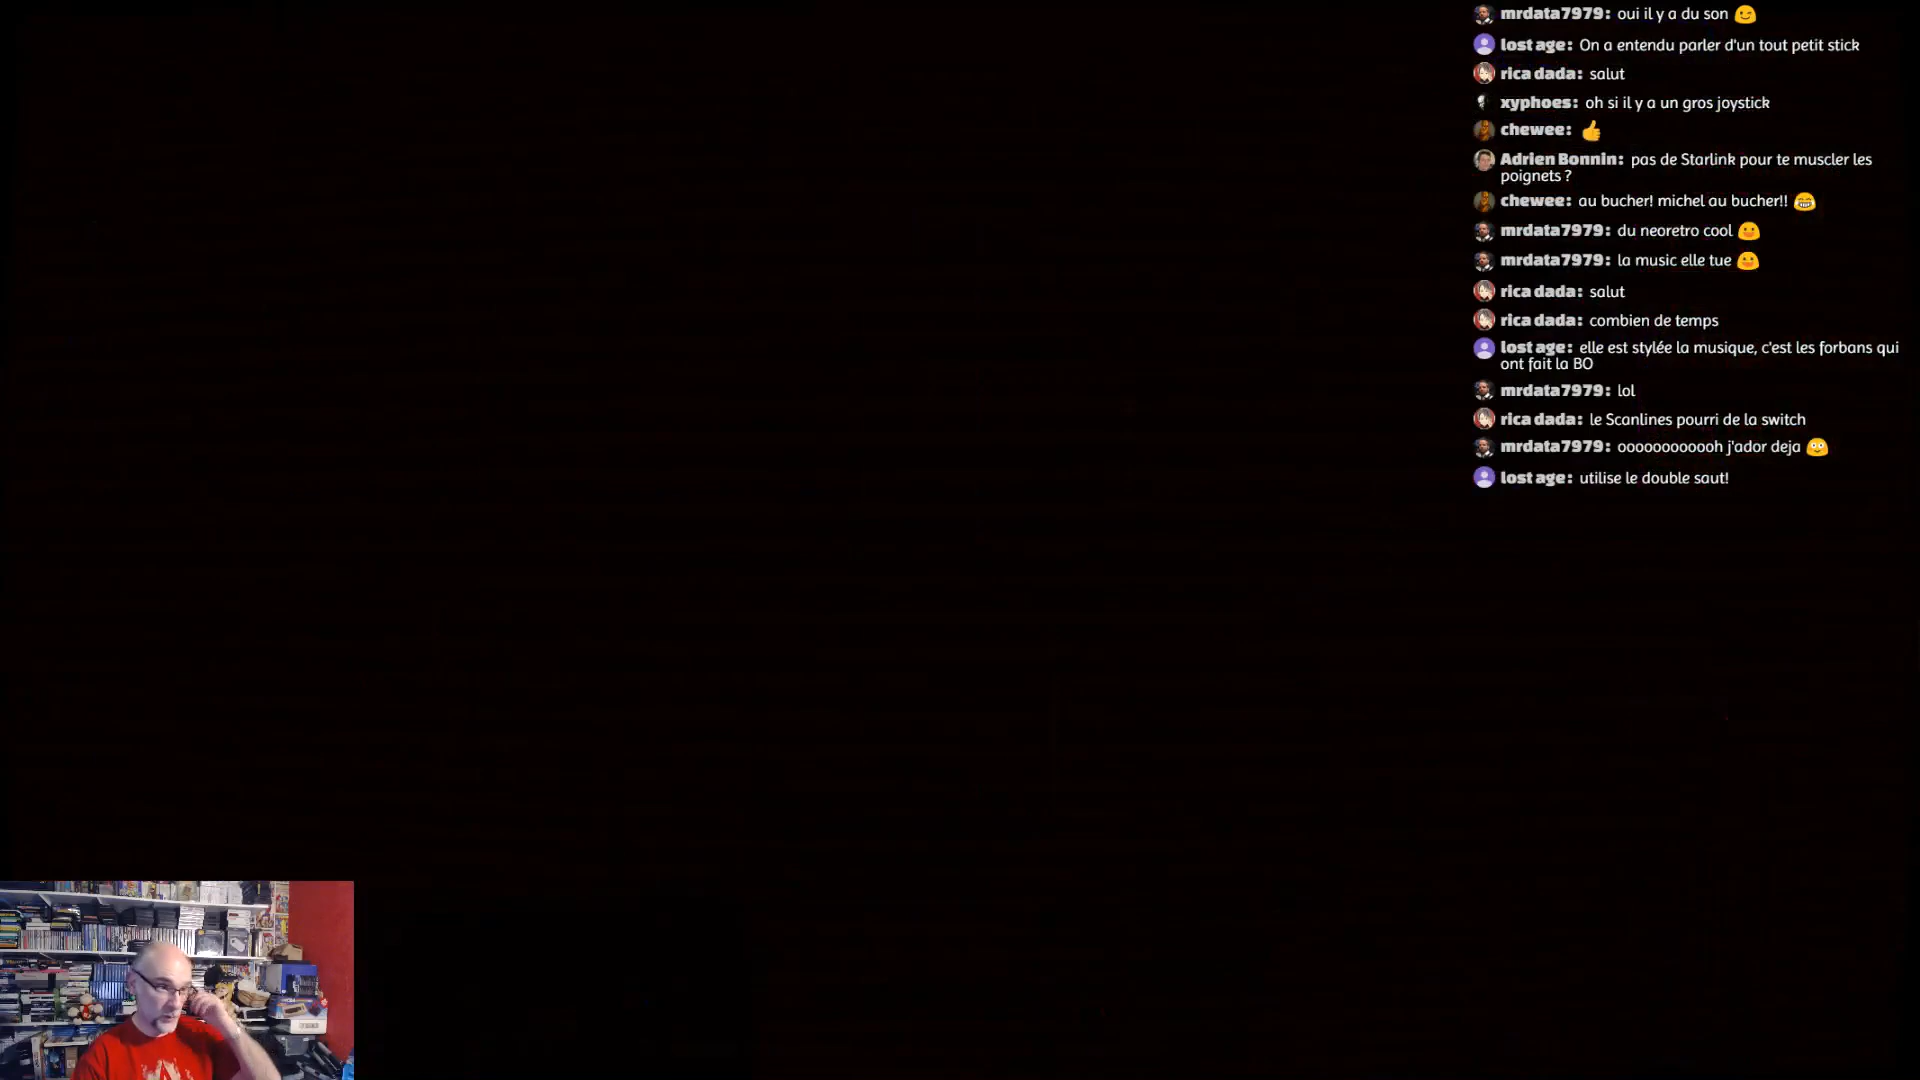 mrdata7979: oui il y a du son 😉
lost age: On a entendu parler d'un tout petit stick
rica dada: salut
xyphoes: oh si il y a un gros joystick
chewee: 👍
Adrien Bonnin: pas de Starlink pour te muscler les
poignets ?
chewee: au bucher! michel au bucher!! 😁
mrdata7979: du neoretro cool 😀
mrdata7979: la music elle tue 😀
rica dada: salut
rica dada: combien de temps
lost age: elle est stylée la musique, c'est les forbans qui
ont fait la BO
mrdata7979: lol
rica dada: le Scanlines pourri de la switch
mrdata7979: oooooooooooh j'ador deja 🙄
lost age: utilise le double saut!